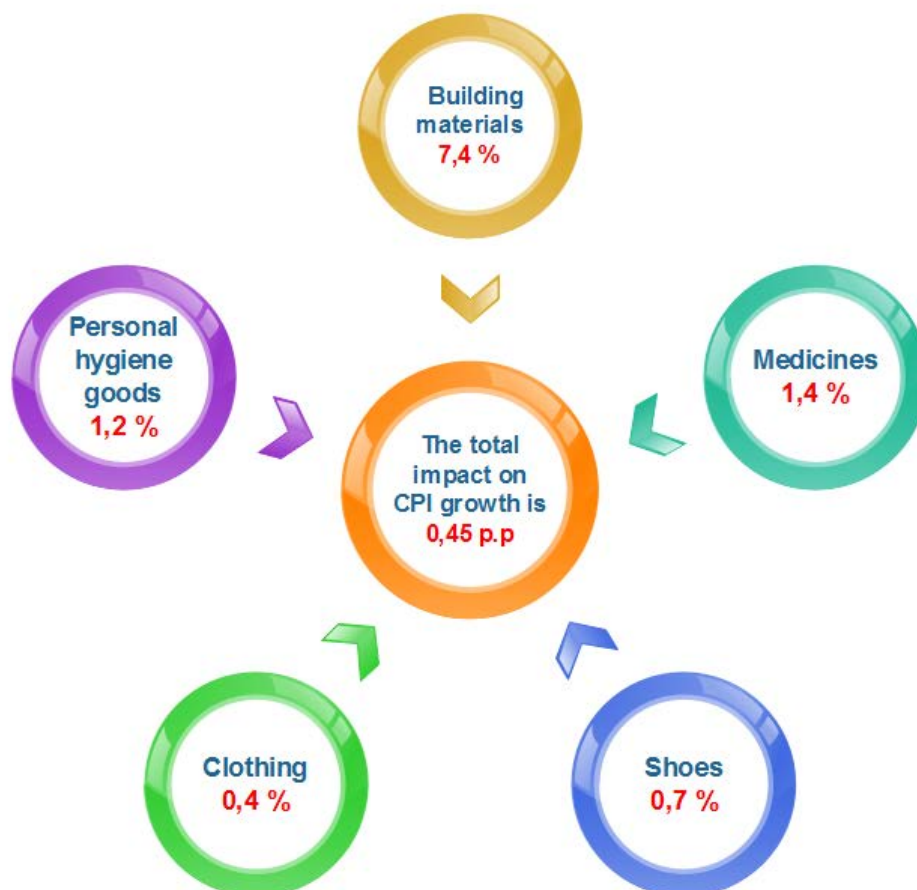 Building
materials
7,4 %
Personal
hygiene
goods
1,2 %
Medicines
1,4 %
The total
impact on
CPI growth is
0,45 p.p
Clothing
0,4 %
Shoes
0,7 %